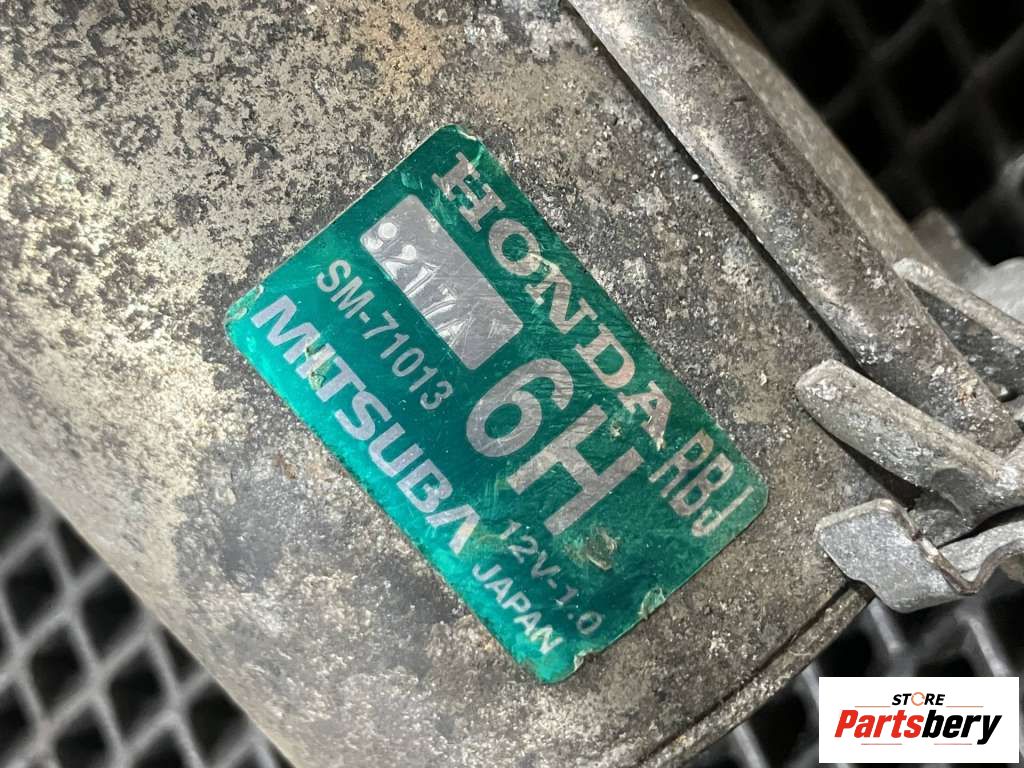 HONDA RBJ
SM-71013
6H
MITSUBA
12V-1.0
JAPAN
STORE
Partsbery